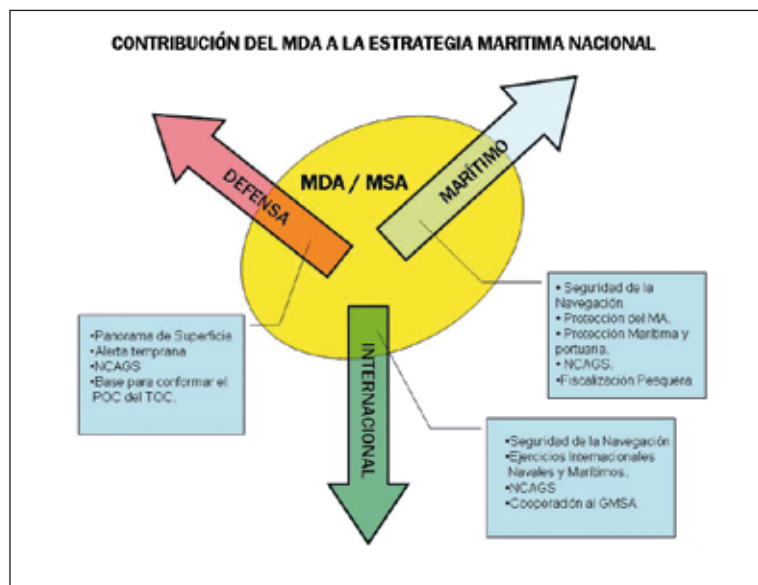 CONTRIBUCIÓN DEL MDA A LA ESTRATEGIA MARITIMA NACIONAL
MDA / MSA
DEFENSA
MARÍTIMO
INTERNACIONAL
•Panorama de Superficie
•Alerta temprana
•NCAGS
•Base para conformar el
POC del TOC.
• Seguridad de la
Navegación.
• Protección del MA.
• Protección Marítima y
portuaria.
• NCAGS.
• Fiscalización Pesquera
•Seguridad de la Navegación
•Ejercicios Internacionales
Navales y Marítimos.
•NCAGS
•Cooperación al GMSA